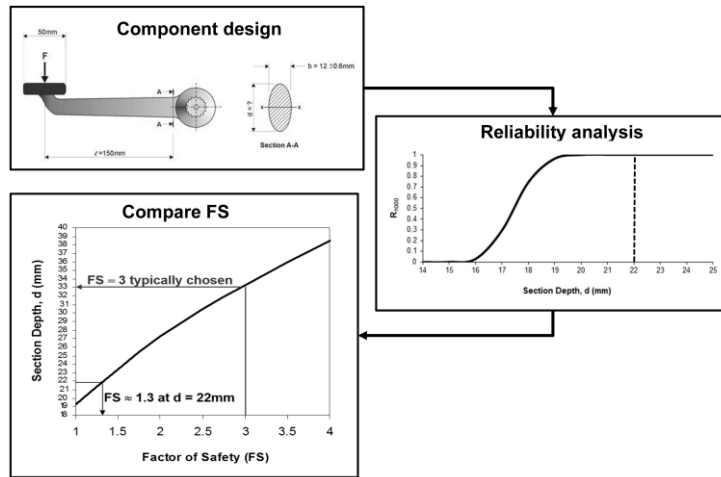 Component design
50mm
F
A
A
ℓ=150mm
b = 12 ±0.6mm
d = ?
x
x
Section A-A
Reliability analysis
R1000
1
0.9
0.8
0.7
0.6
0.5
0.4
0.3
0.2
0.1
0
14 15 16 17 18 19 20 21 22 23 24 25
Section Depth, d (mm)
Compare FS
Section Depth, d (mm)
40
39
38
37
36
35
34
33
32
31
30
29
28
27
26
25
24
23
22
21
20
19
18
FS = 3 typically chosen
FS ≈ 1.3 at d = 22mm
1 1.5 2 2.5 3 3.5 4
Factor of Safety (FS)